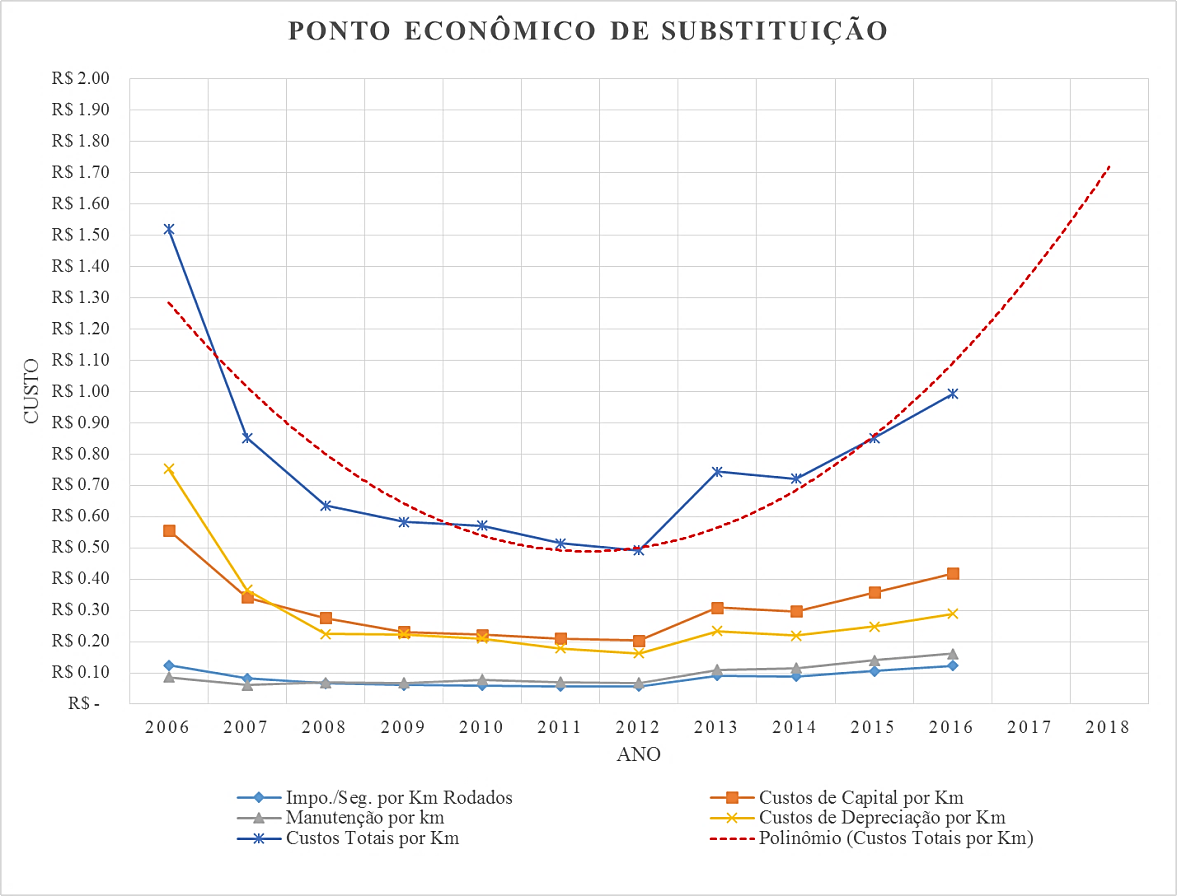 PONTO ECONÔMICO DE SUBSTITUIÇÃO
R$ 2.00
R$ 1.90
R$ 1.80
R$ 1.70
R$ 1.60
R$ 1.50
R$ 1.40
R$ 1.30
R$ 1.20
R$ 1.10
R$ 1.00
R$ 0.90
R$ 0.80
R$ 0.70
R$ 0.60
R$ 0.50
R$ 0.40
R$ 0.30
R$ 0.20
R$ 0.10
R$ -
CUSTO
2006 2007 2008 2009 2010 2011 2012 2013 2014 2015 2016 2017 2018
ANO
Impo./Seg. por Km Rodados Custos de Capital por Km
Manutenção por km Custos de Depreciação por Km
Custos Totais por Km Polinômio (Custos Totais por Km)